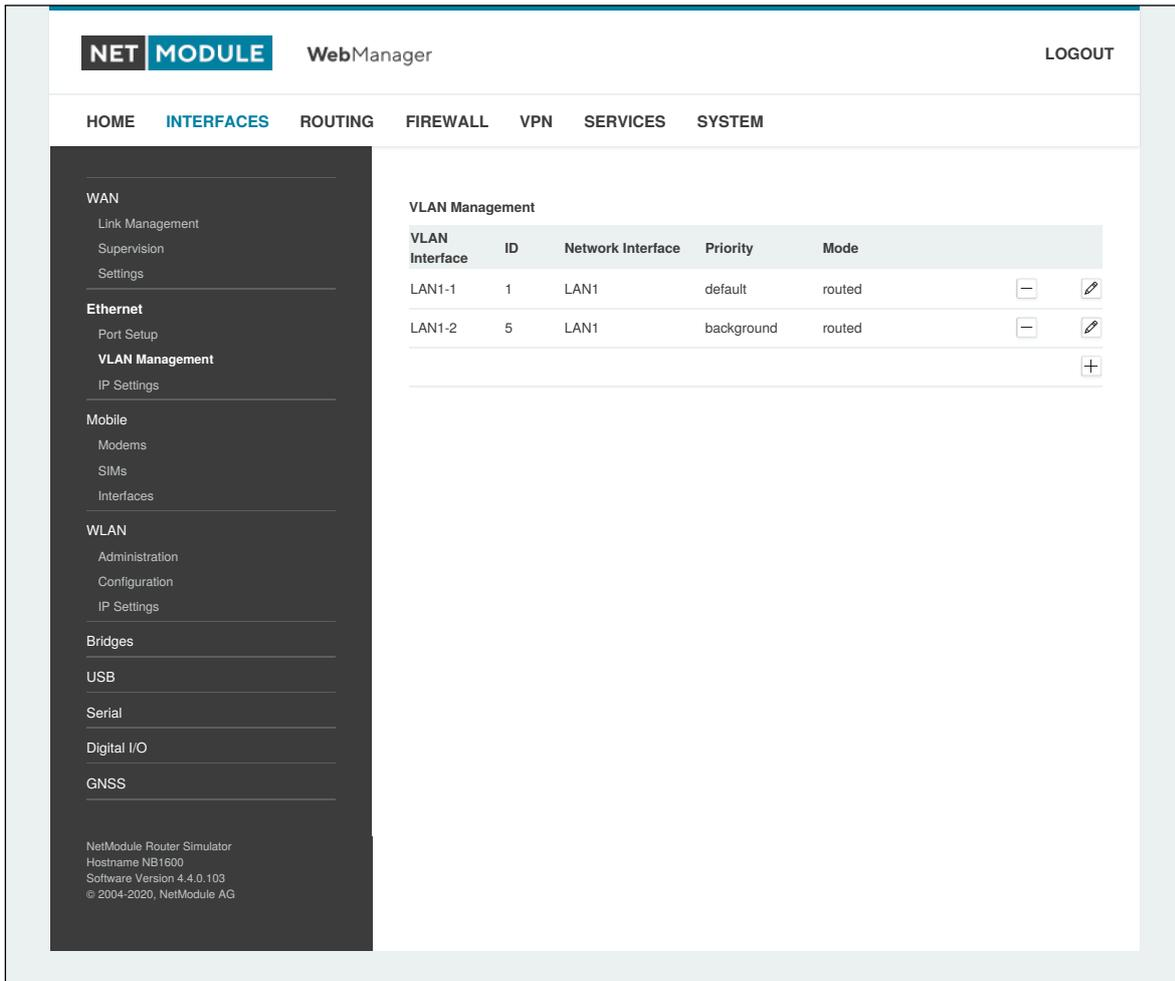 NET MODULE WebManager LOGOUT
HOME INTERFACES ROUTING FIREWALL VPN SERVICES SYSTEM
WAN
Link Management
Supervision
Settings
Ethernet
Port Setup
VLAN Management
IP Settings
Mobile
Modems
SIMs
Interfaces
WLAN
Administration
Configuration
IP Settings
Bridges
USB
Serial
Digital I/O
GNSS
NetModule Router Simulator
Hostname NB1600
Software Version 4.4.0.103
© 2004-2020, NetModule AG
VLAN Management
VLAN
Interface ID Network Interface Priority Mode
LAN1-1 1 LAN1 default routed
LAN1-2 5 LAN1 background routed